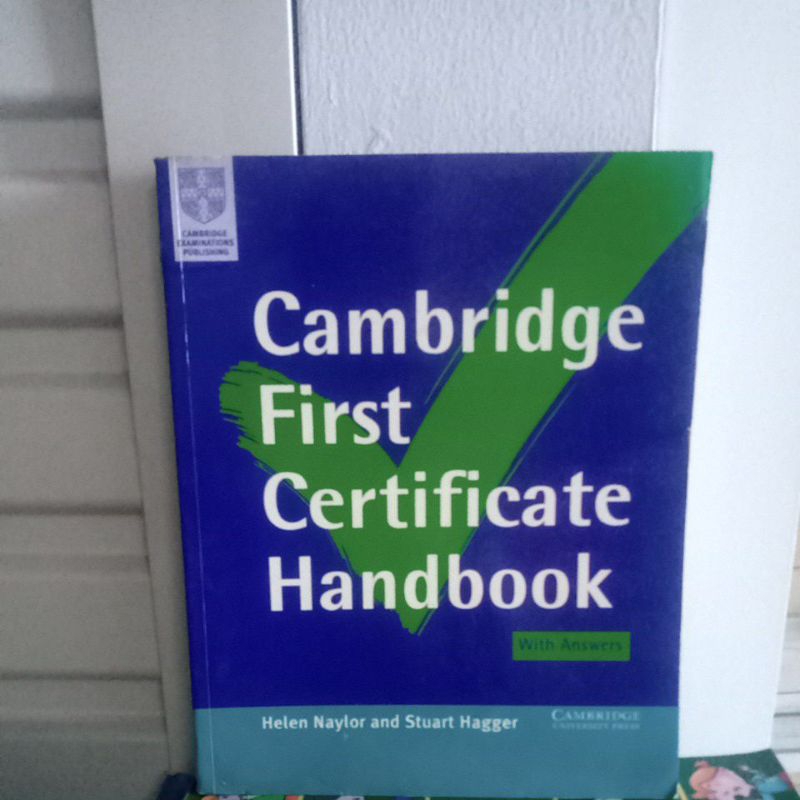 CAMBRIDGE
EXAMINATIONS
PUBLISHING
Cambridge
First
Certificate
Handbook
With Answers
Helen Naylor and Stuart Hagger
CAMBRIDGE
UNIVERSITY PRESS